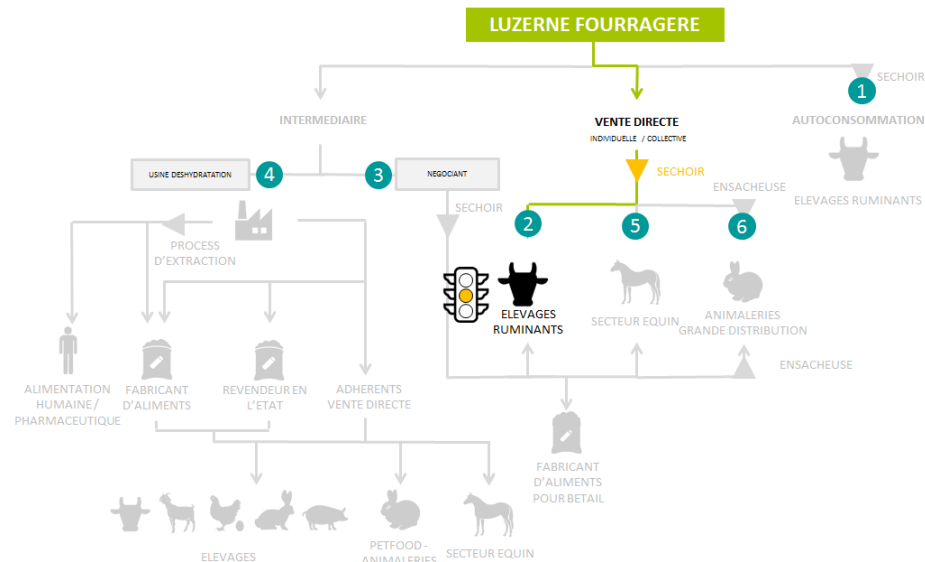 LUZERNE FOURRAGERE
SECHOIR
1
INTERMEDIAIRE
VENTE DIRECTE
INDIVIDUELLE / COLLECTIVE
AUTOCONSOMMATION
USINE DESHYDRATATION
4
3
NEGOCIANT
SECHOIR
ENSACHEUSE
ELEVAGES RUMINANTS
SECHOIR
2
5
6
PROCESS
D'EXTRACTION
ELEVAGES
RUMINANTS
SECTEUR EQUIN
ANIMALERIES
GRANDE DISTRIBUTION
ENSACHEUSE
ALIMENTATION
HUMAINE /
PHARMACEUTIQUE
FABRICANT
D'ALIMENTS
REVENDEUR EN
L'ETAT
ADHERENTS
VENTE DIRECTE
FABRICANT
D'ALIMENTS
POUR BETAIL
ELEVAGES
PETFOOD -
ANIMALERIES
SECTEUR EQUIN